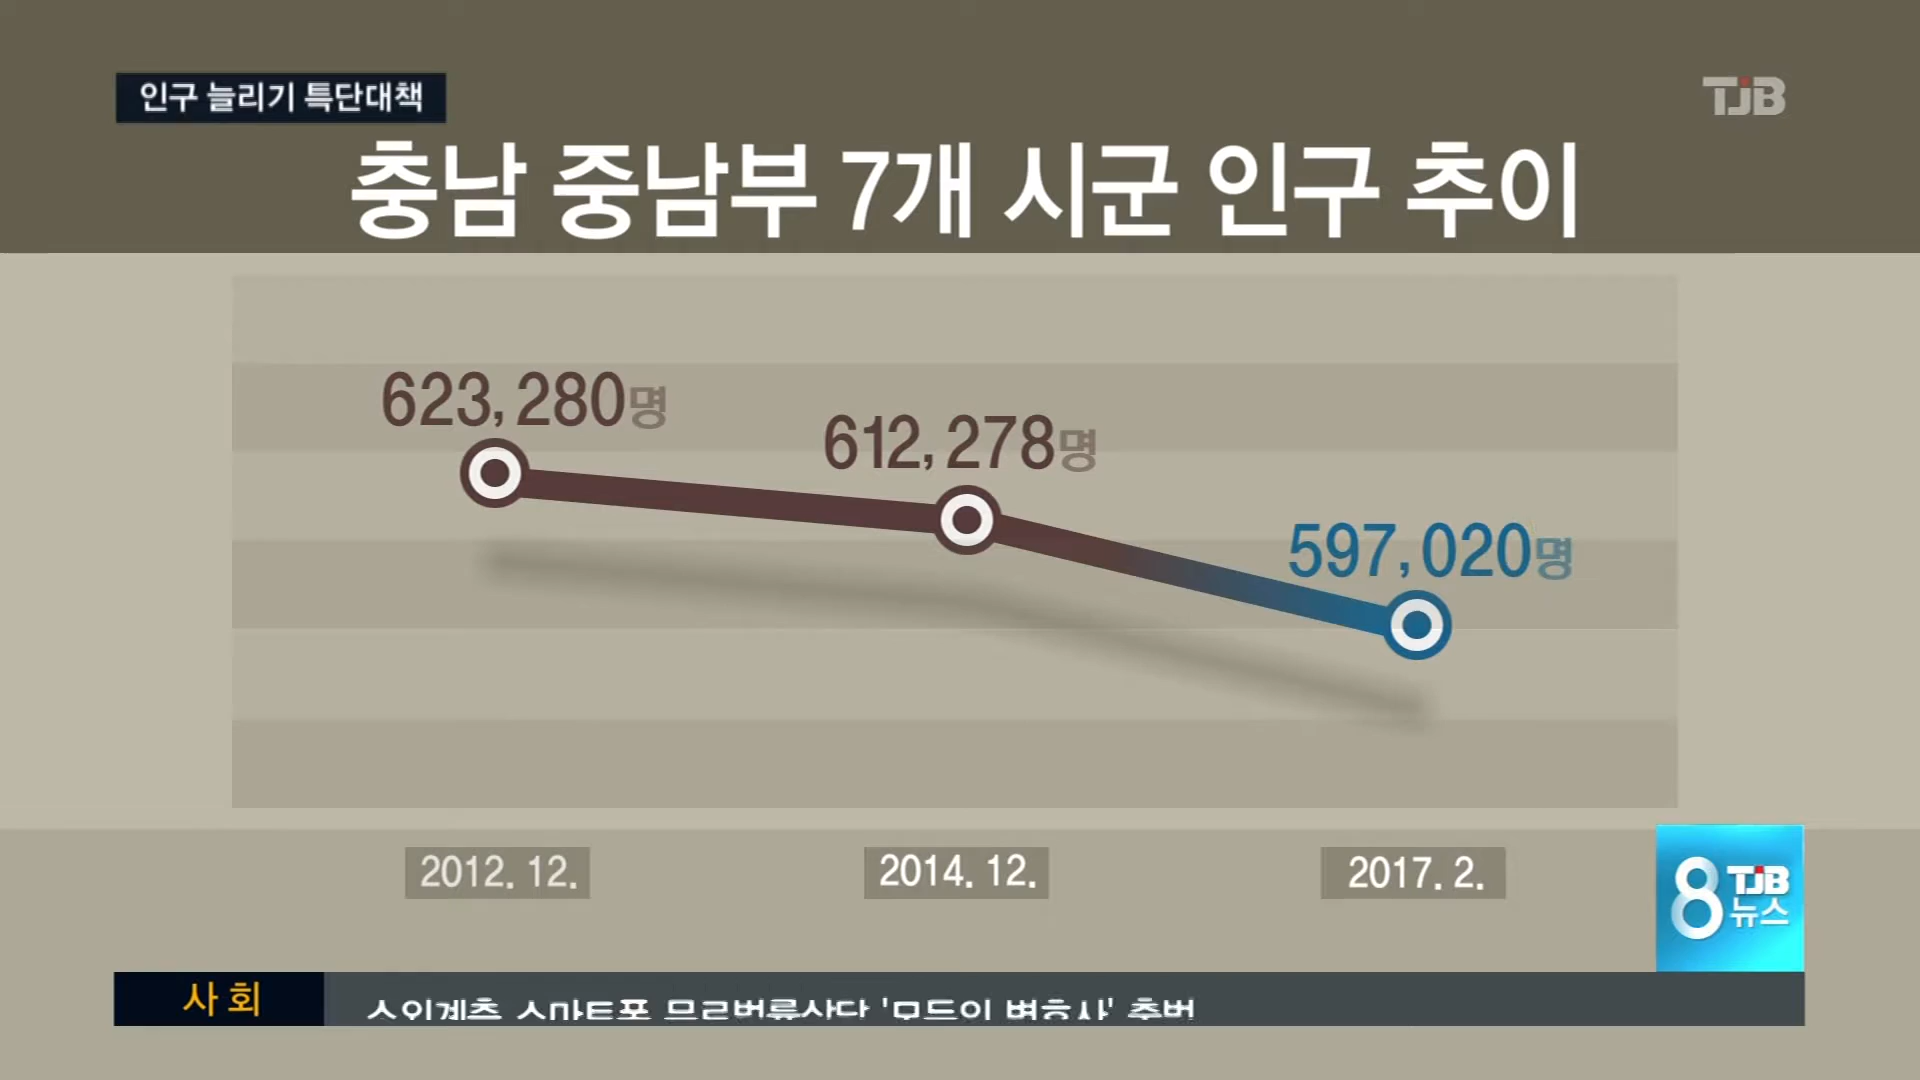 인구 늘리기 특단대책
TJB
충남 중남부 7개 시군 인구 추이
623,280명
612,278명
597,020명
2012. 12.
2014. 12.
2017. 2.
8 TJB
뉴스
사회